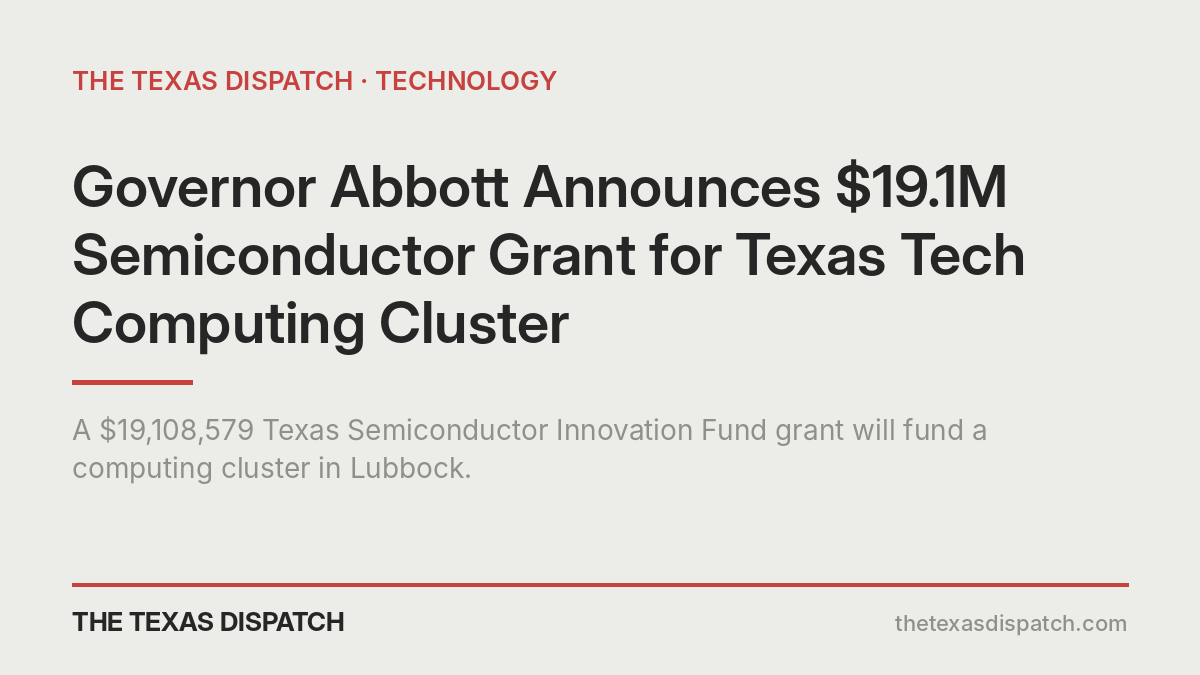 THE TEXAS DISPATCH · TECHNOLOGY
Governor Abbott Announces $19.1M
Semiconductor Grant for Texas Tech
Computing Cluster
A $19,108,579 Texas Semiconductor Innovation Fund grant will fund a
computing cluster in Lubbock.
THE TEXAS DISPATCH
thetexasdispatch.com